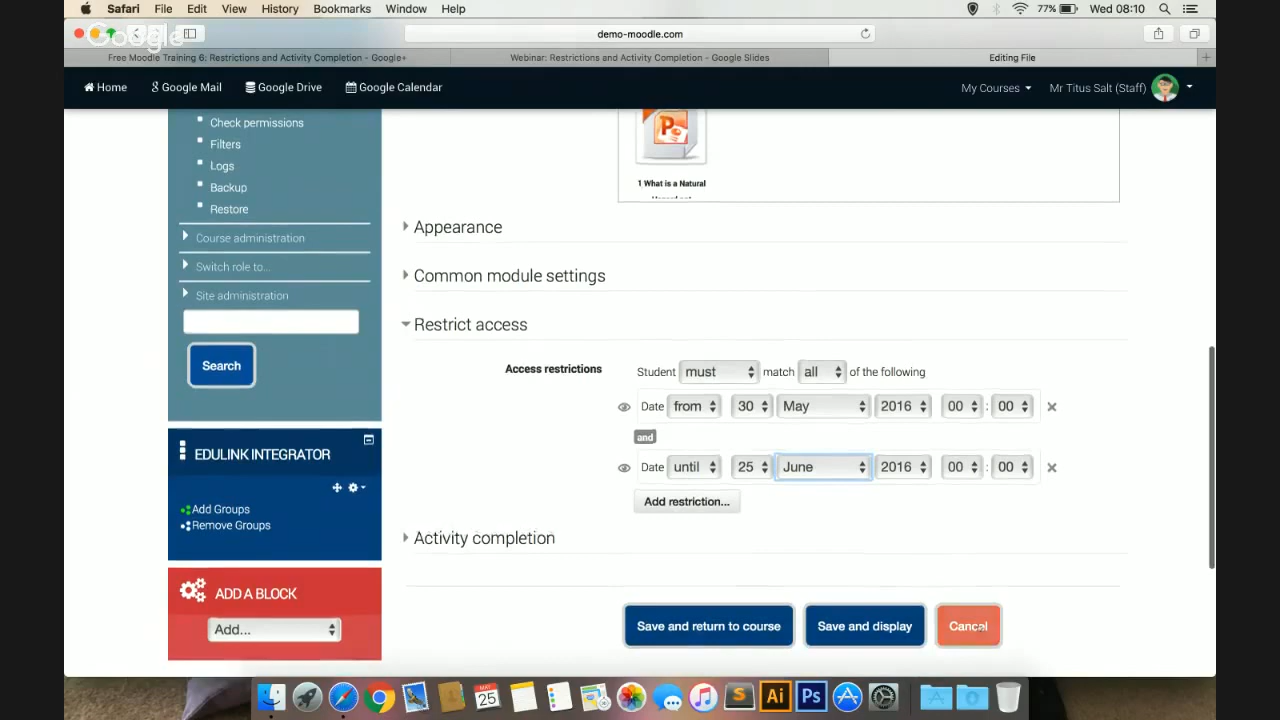 Safari File Edit View History Bookmarks Window Help 77% Wed 08:10
Google
demo-moodle.com
Free Moodle Training 6: Restrictions and Activity Completion - Google+ Webinar: Restrictions and Activity Completion - Google Slides Editing File
Home Google Mail Google Drive Google Calendar My Courses Mr Titus Salt (Staff)
Check permissions
Filters
Logs
Backup
Restore
Course administration
Switch role to...
Site administration
Search
EDULINK INTEGRATOR
Add Groups
Remove Groups
ADD A BLOCK
Add...
P
1 What is a Natural
Appearance
Common module settings
Restrict access
Access restrictions Student must match all of the following
Date from 30 May 2016 00 : 00
and
Date until 25 June 2016 00 : 00
Add restriction...
Activity completion
Save and return to course Save and display Cancel
MAY
25
S Ai Ps